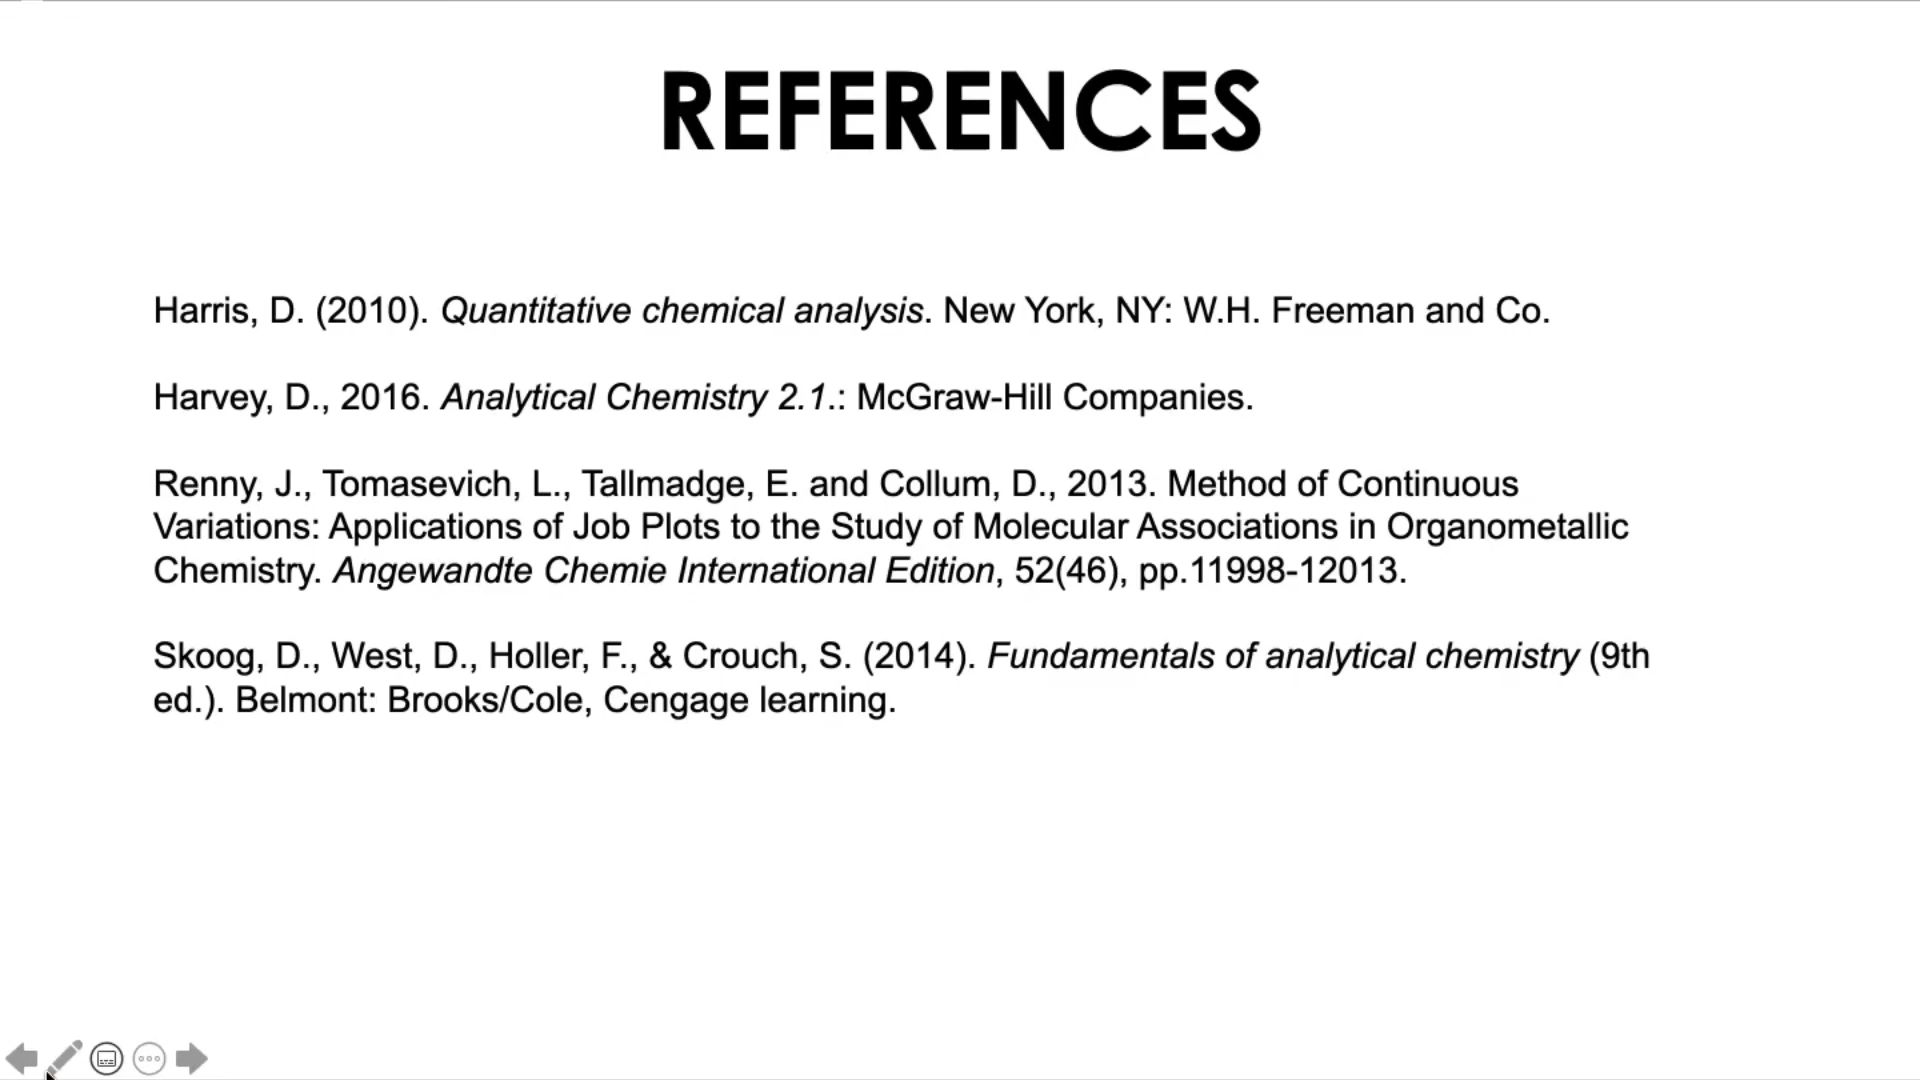 REFERENCES
Harris, D. (2010). Quantitative chemical analysis. New York, NY: W.H. Freeman and Co.
Harvey, D., 2016. Analytical Chemistry 2.1.: McGraw-Hill Companies.
Renny, J., Tomasevich, L., Tallmadge, E. and Collum, D., 2013. Method of Continuous
Variations: Applications of Job Plots to the Study of Molecular Associations in Organometallic
Chemistry. Angewandte Chemie International Edition, 52(46), pp.11998-12013.
Skoog, D., West, D., Holler, F., & Crouch, S. (2014). Fundamentals of analytical chemistry (9th
ed.). Belmont: Brooks/Cole, Cengage learning.